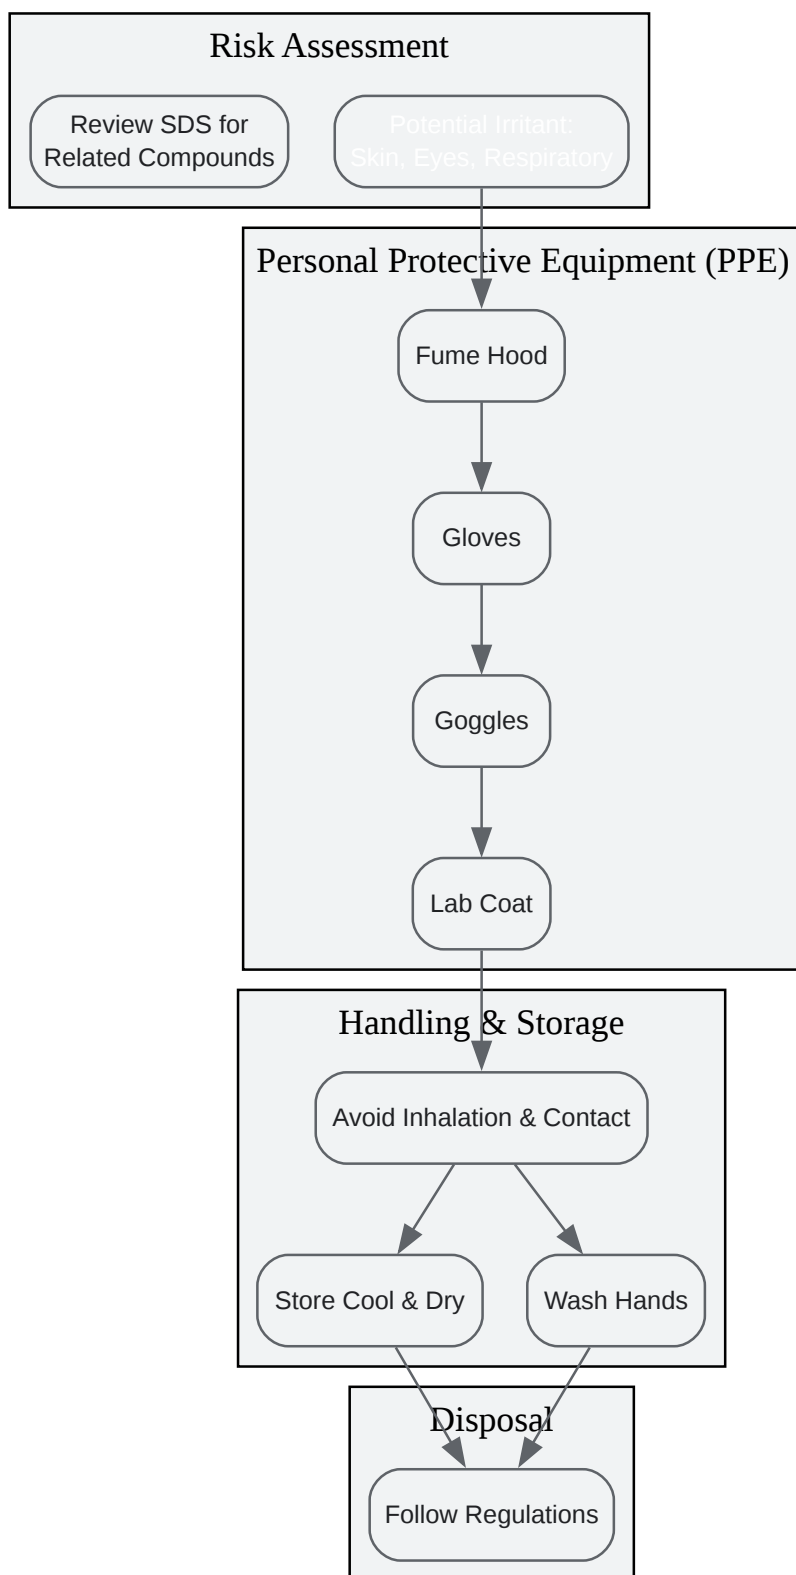 Risk Assessment
Review SDS for
Related Compounds
Potential Irritant:
Skin, Eyes, Respiratory
Personal Protective Equipment (PPE)
Fume Hood
Gloves
Goggles
Lab Coat
Handling & Storage
Avoid Inhalation & Contact
Store Cool & Dry
Wash Hands
Disposal
Follow Regulations